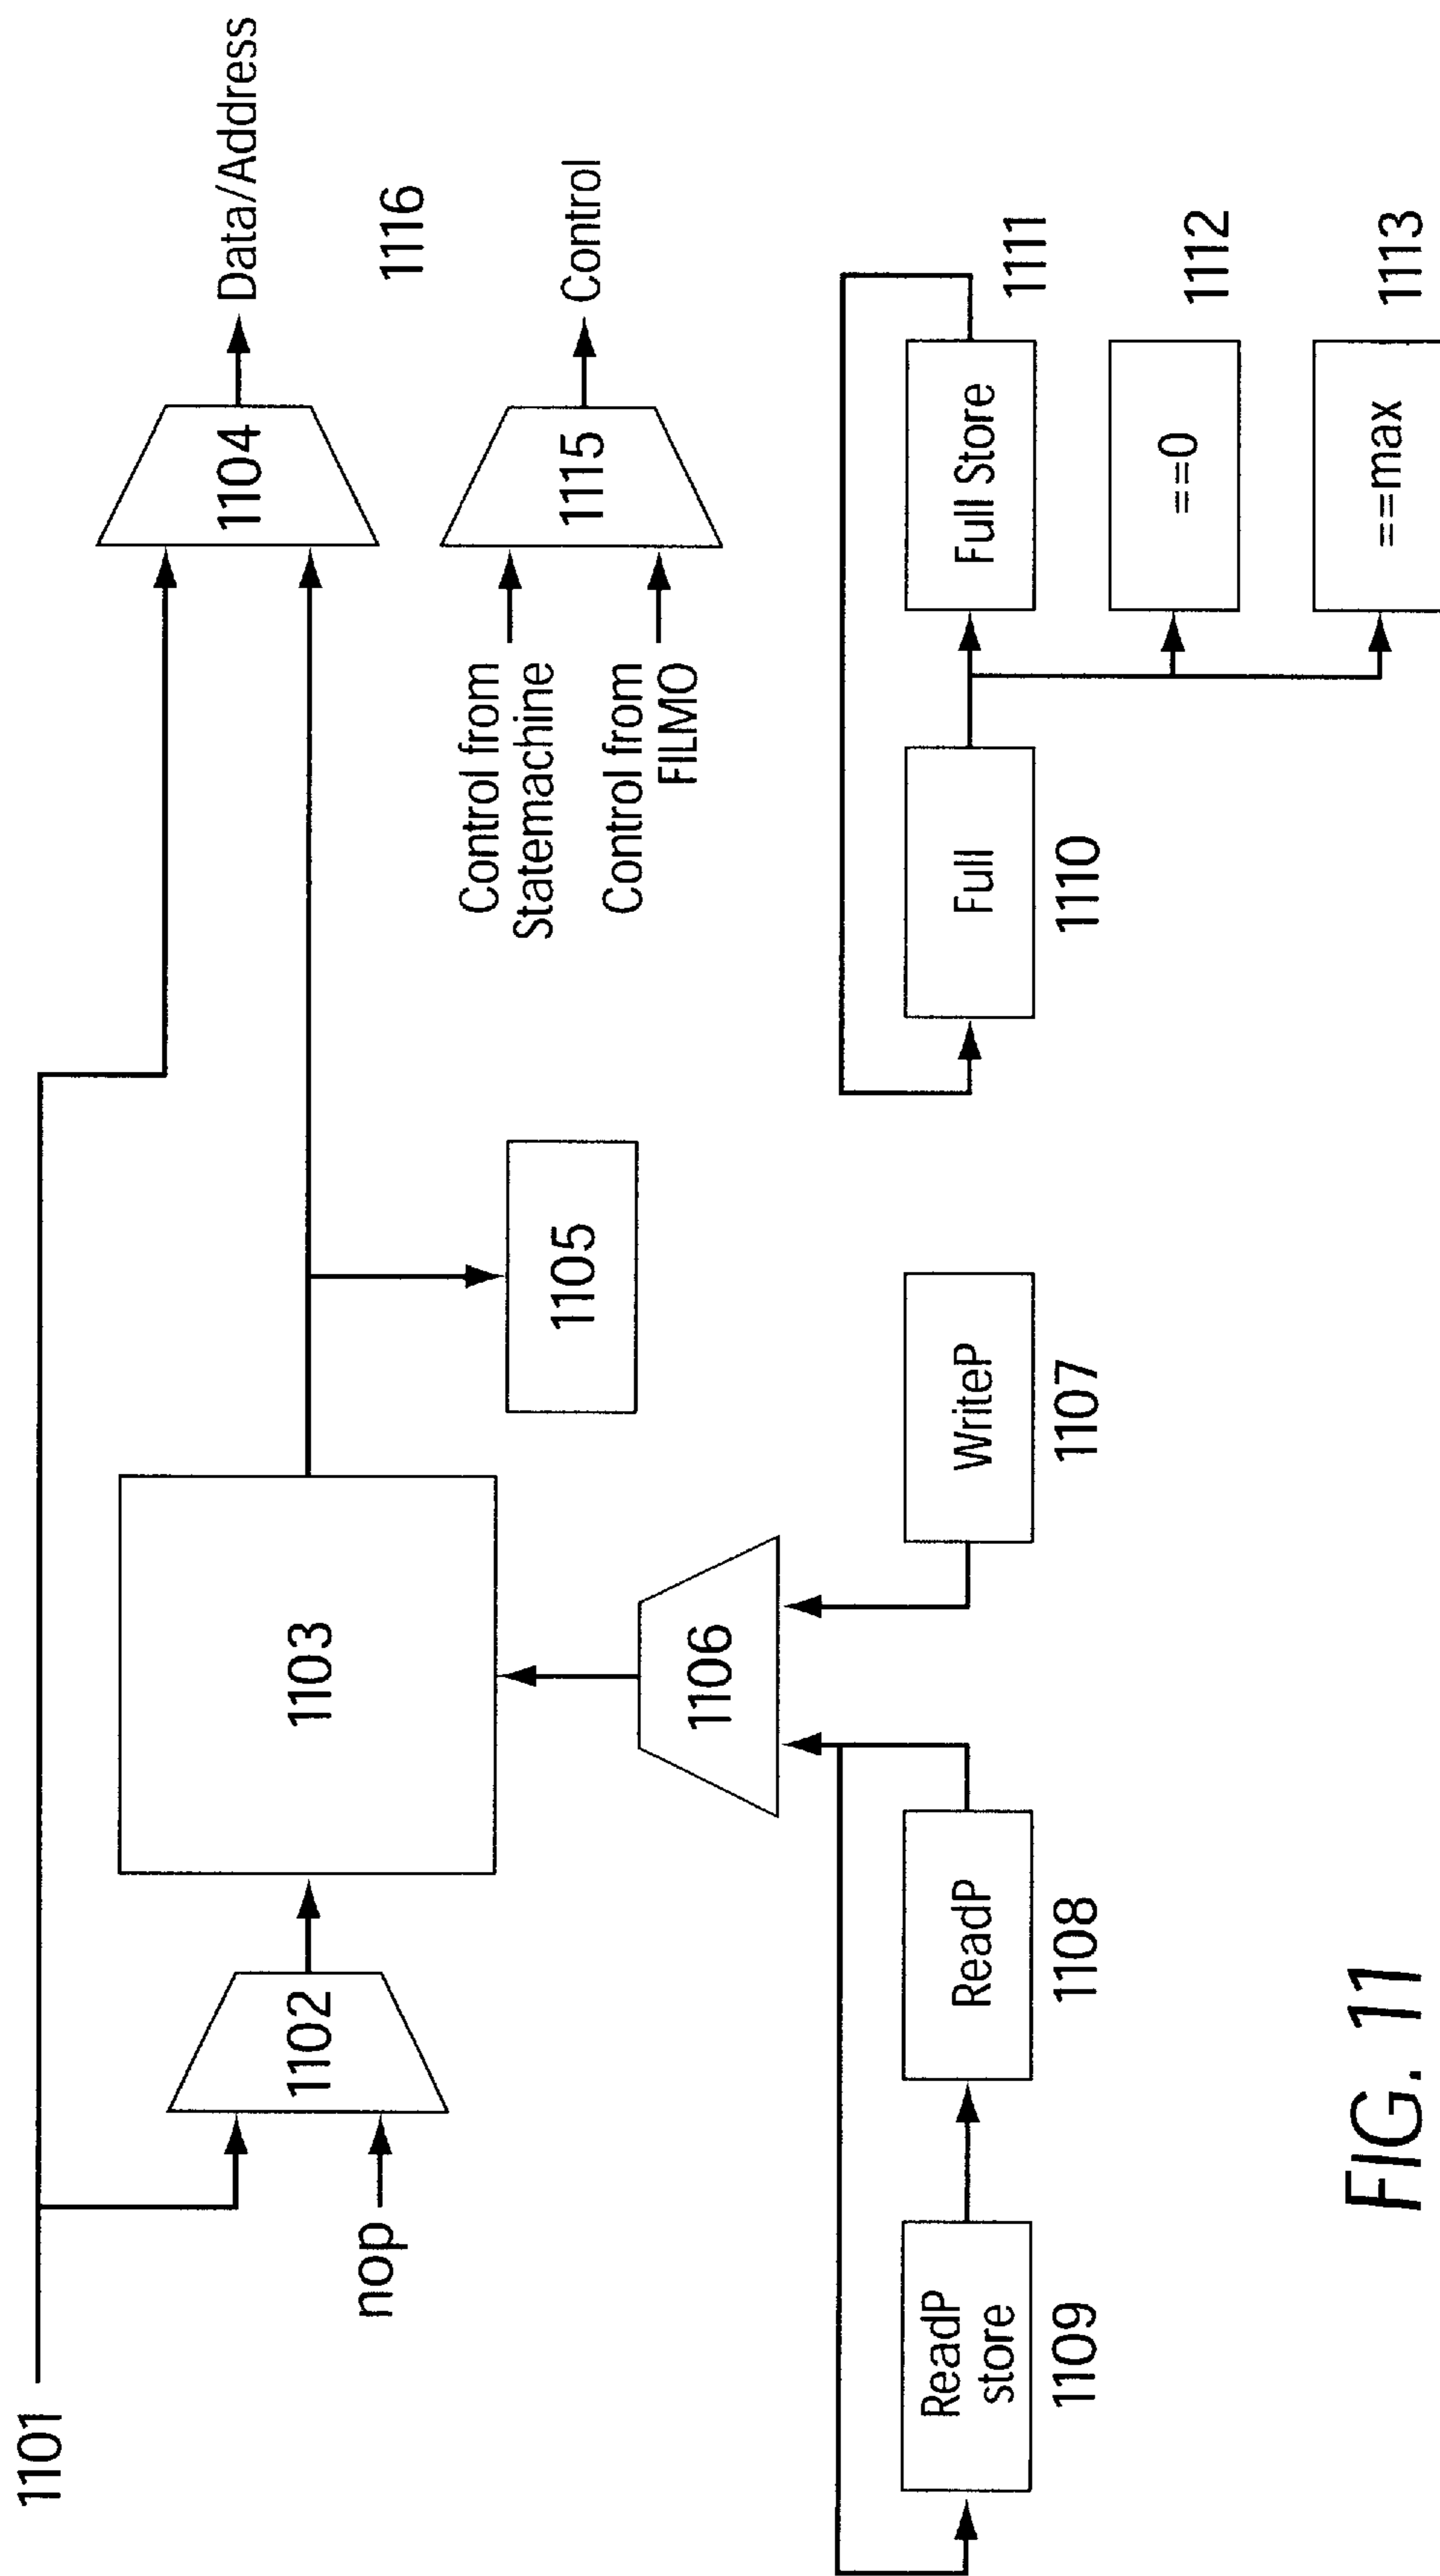 1101
nop
1102
1103
1104
Data/Address
1116
1105
Control from
Statemachine
Control from
FILMO
1115
Control
1106
ReadP
store
1109
ReadP
1108
WriteP
1107
Full
1110
Full Store
1111
==0
1112
==max
1113
FIG. 11